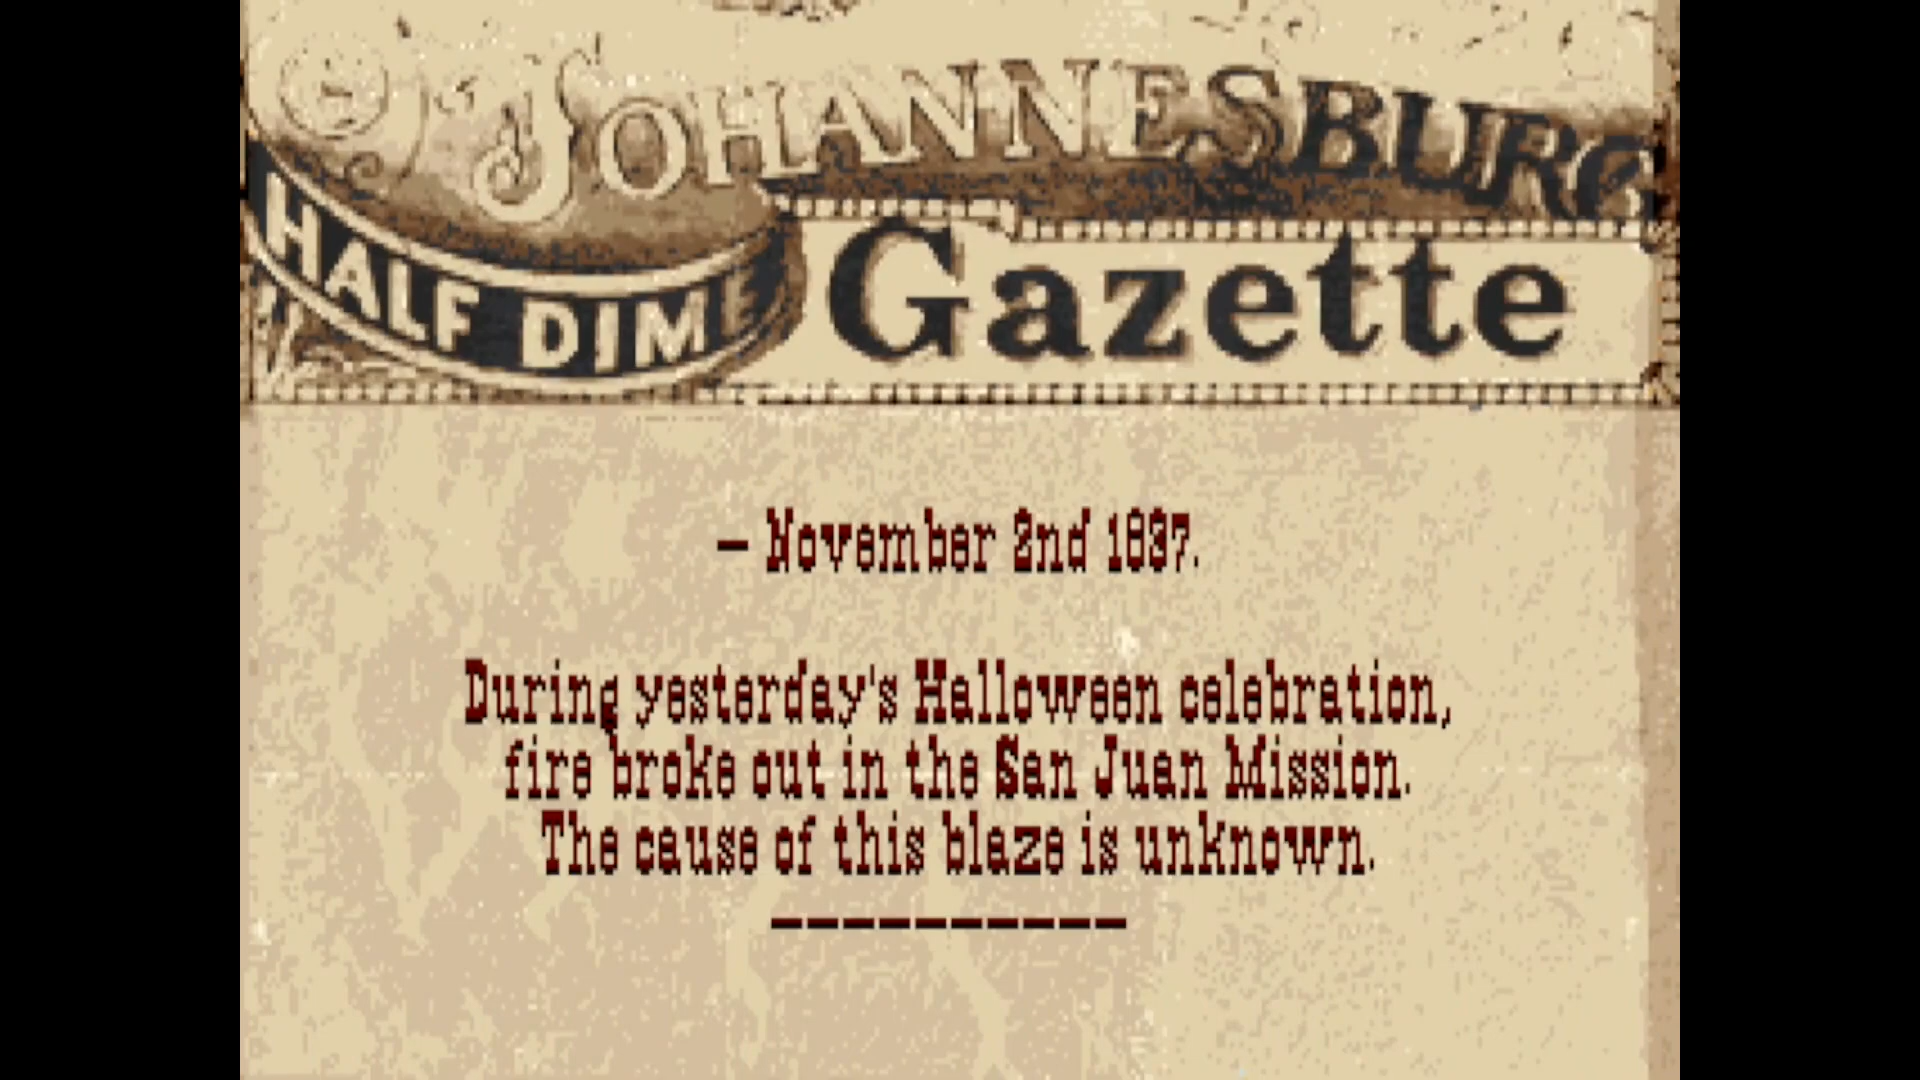 JOHANNESBURG
HALF DIME
Gazette
- November 2nd 1897.
During yesterday's Halloween celebration,
fire broke out in the San Juan Mission.
The cause of this blaze is unknown.
----------